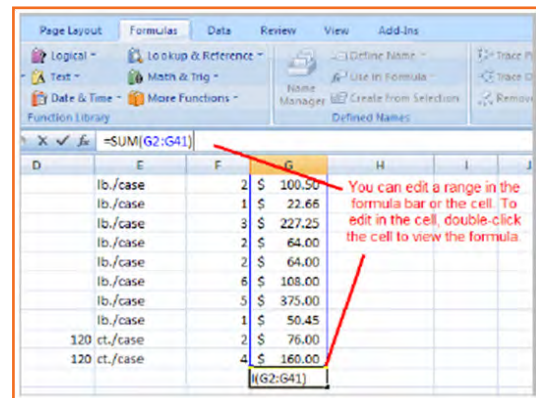 Page Layout Formulas Data Review View Add-Ins
Logical Lookup & Reference Define Name Trace
Text Math & Trig Use in Formula Trace
Date & Time More Functions Name Manager Create from Selection Remove
Function Library Defined Names
=SUM(G2:G41)
D E F G H I J
lb./case 2 $ 100.50
lb./case 1 $ 22.66
lb./case 3 $ 227.25
lb./case 2 $ 64.00
lb./case 2 $ 64.00
lb./case 6 $ 108.00
lb./case 5 $ 375.00
lb./case 1 $ 50.45
120 ct./case 2 $ 76.00
120 ct./case 4 $ 160.00
(G2:G41)
You can edit a range in the
formula bar or the cell. To
edit in the cell, double-click
the cell to view the formula.